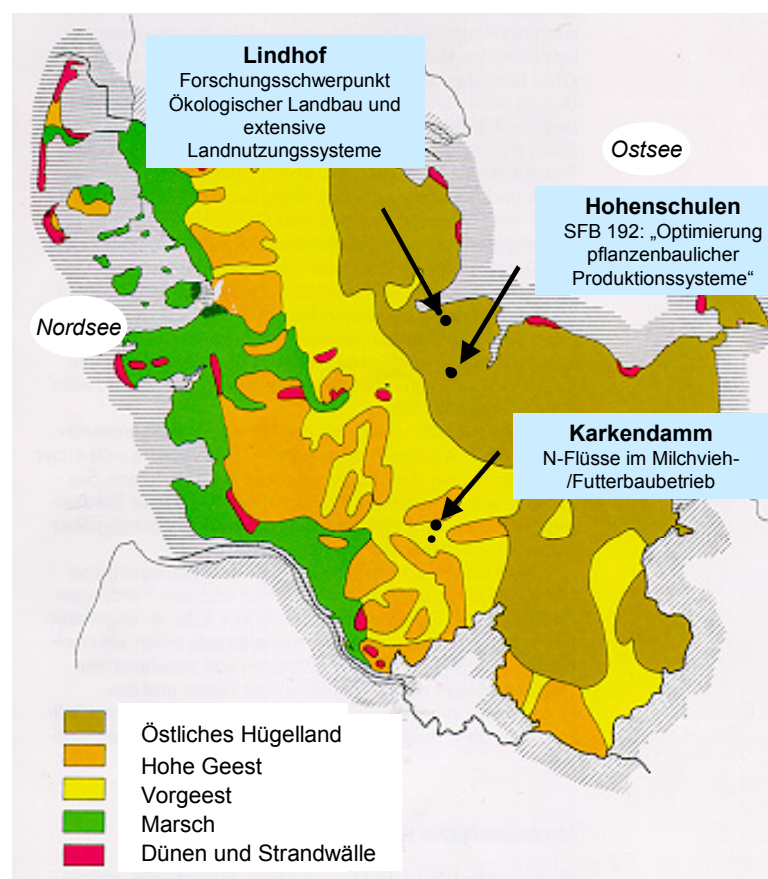 Lindhof
Forschungsschwerpunkt
Ökologischer Landbau und
extensive
Landnutzungssysteme
Ostsee
Hohenschulen
SFB 192: „Optimierung
pflanzenbaulicher
Produktionssysteme“
Nordsee
Karkendamm
N-Flüsse im Milchvieh-
/Futterbaubetrieb
Östliches Hügelland
Hohe Geest
Vorgeest
Marsch
Dünen und Strandwälle